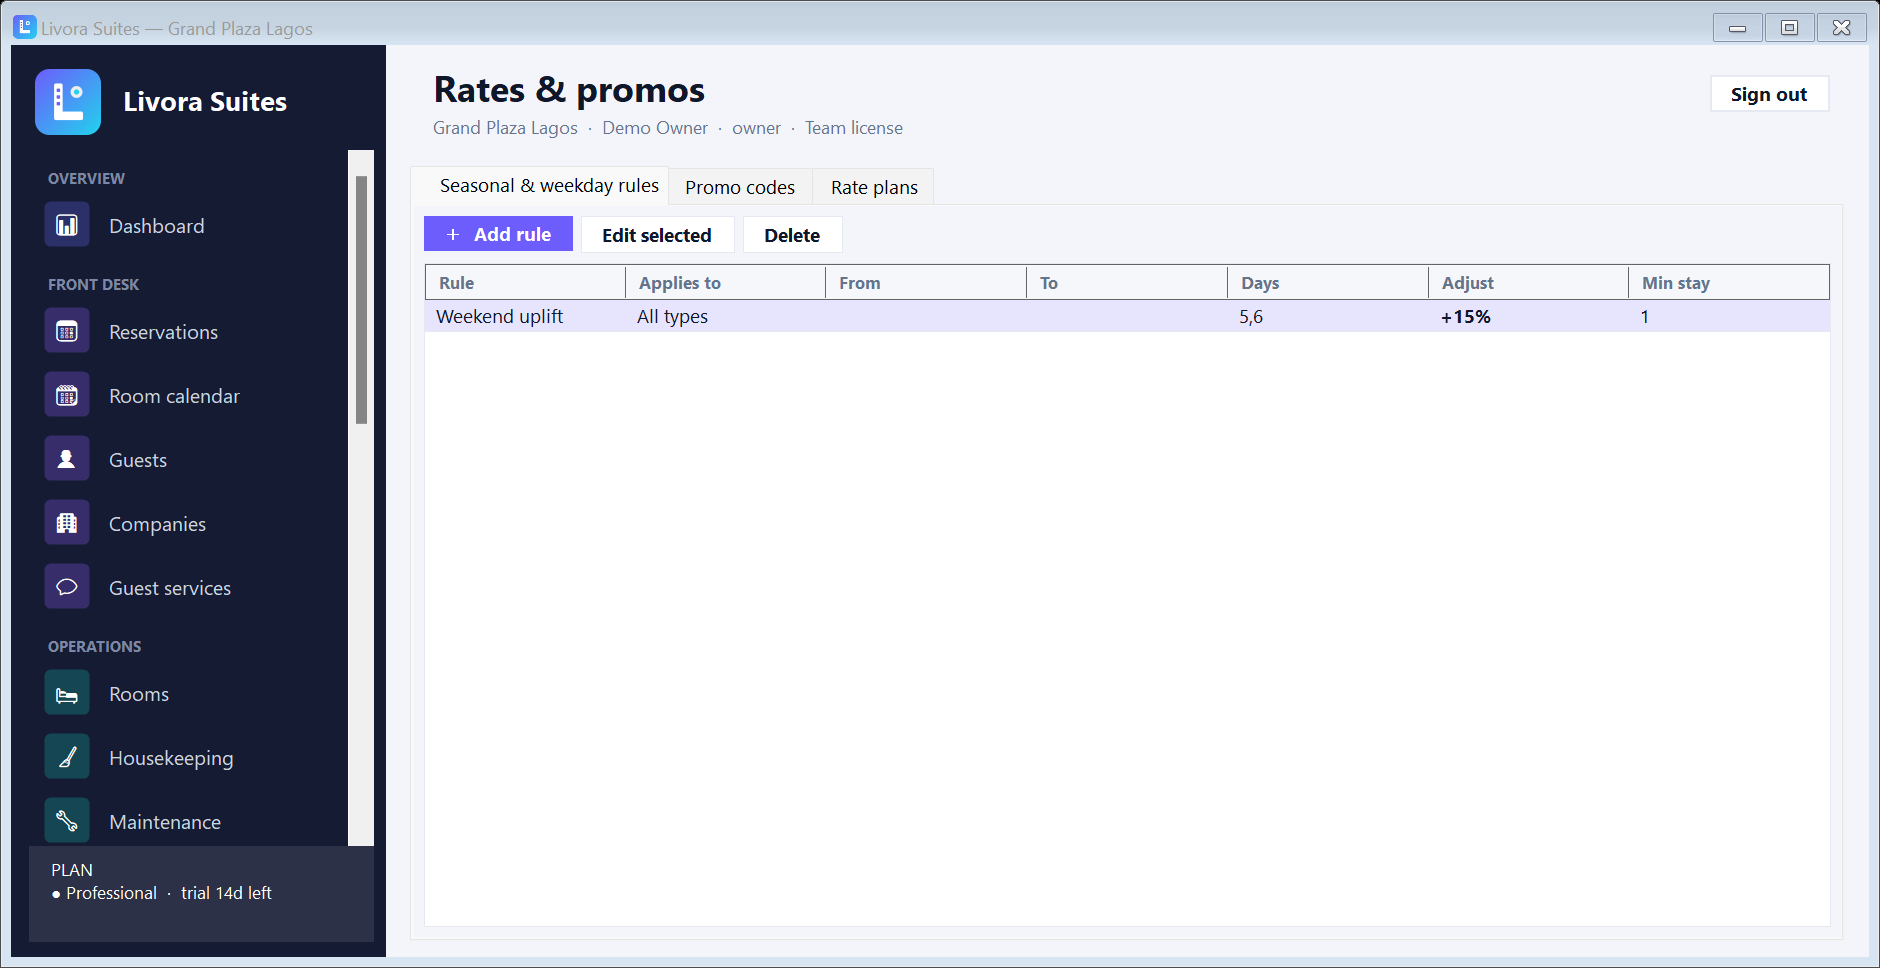 Livora Suites — Grand Plaza Lagos
Livora Suites
OVERVIEW
Dashboard
FRONT DESK
Reservations
Room calendar
Guests
Companies
Guest services
OPERATIONS
Rooms
Housekeeping
Maintenance
PLAN
● Professional · trial 14d left
Rates & promos
Grand Plaza Lagos · Demo Owner · owner · Team license
Sign out
Seasonal & weekday rules Promo codes Rate plans
+ Add rule Edit selected Delete
Rule Applies to From To Days Adjust Min stay
Weekend uplift All types 5,6 +15% 1